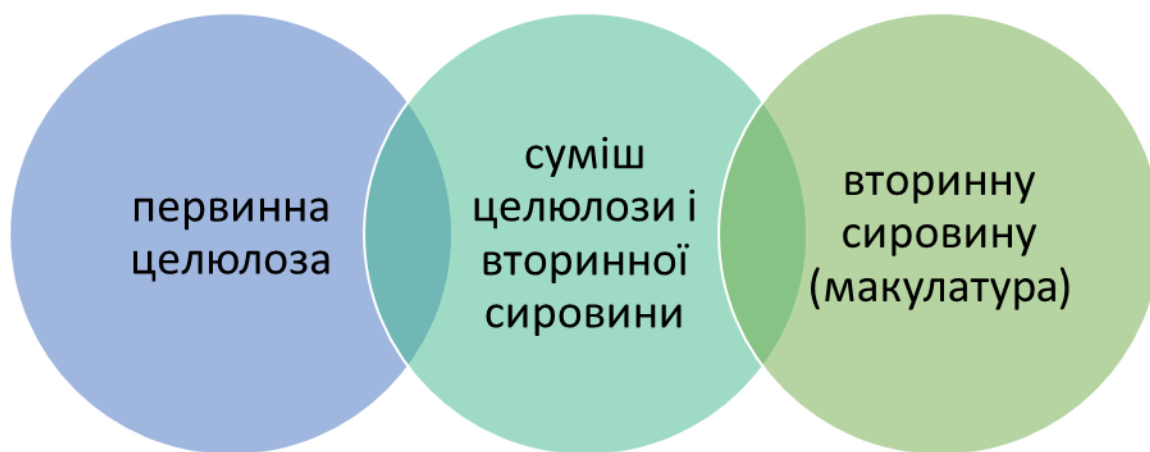 первинна
целюлоза
суміш
целюлози і
вторинної
сировини
вторинну
сировину
(макулатура)